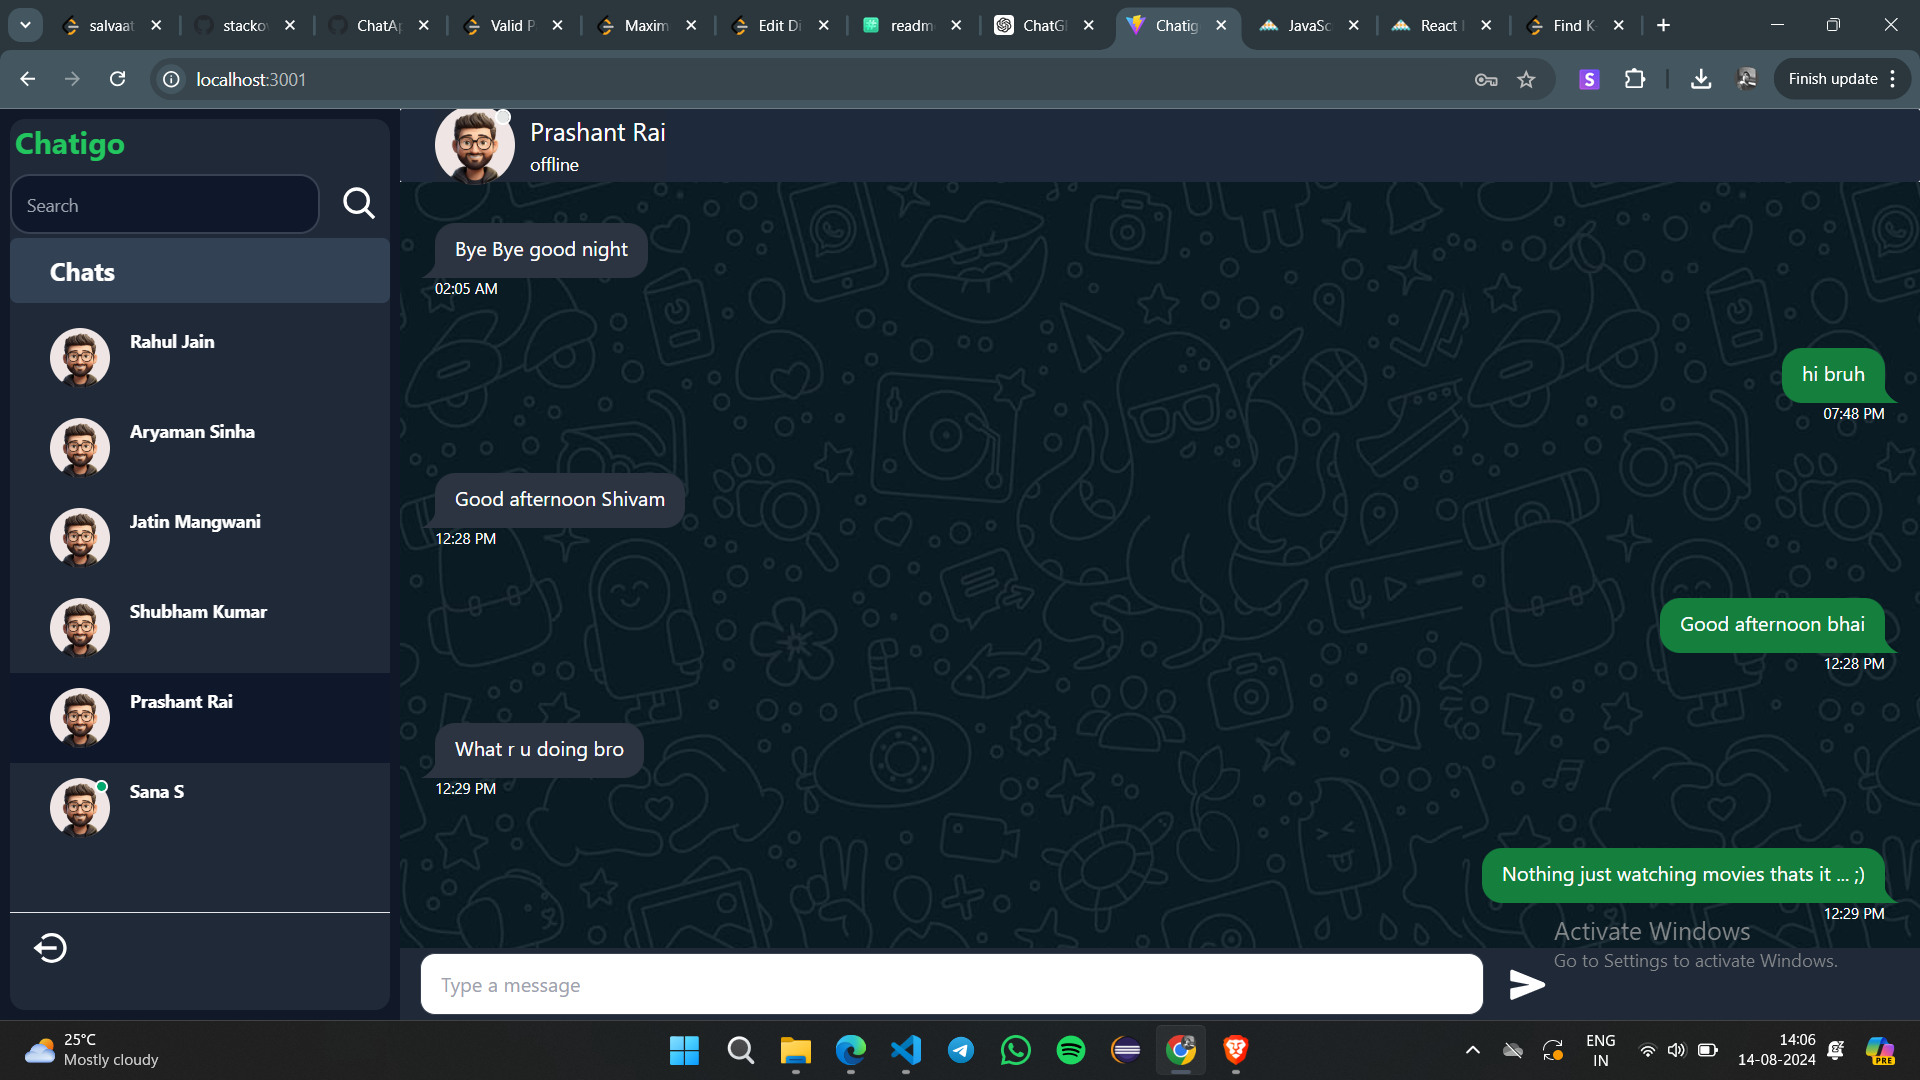 salvaat
stacko
ChatAp
Valid P
Maxim
Edit Di
readm
ChatG
Chatig
JavaSc
React
Find K
localhost:3001
Finish update
Chatigo
Search
Chats
Rahul Jain
Aryaman Sinha
Jatin Mangwani
Shubham Kumar
Prashant Rai
Sana S
Prashant Rai
offline
Bye Bye good night
02:05 AM
hi bruh
07:48 PM
Good afternoon Shivam
12:28 PM
Good afternoon bhai
12:28 PM
What r u doing bro
12:29 PM
Nothing just watching movies thats it ... ;)
12:29 PM
Activate Windows
Go to Settings to activate Windows.
Type a message
25°C
Mostly cloudy
ENG
IN
14:06
14-08-2024
PRE